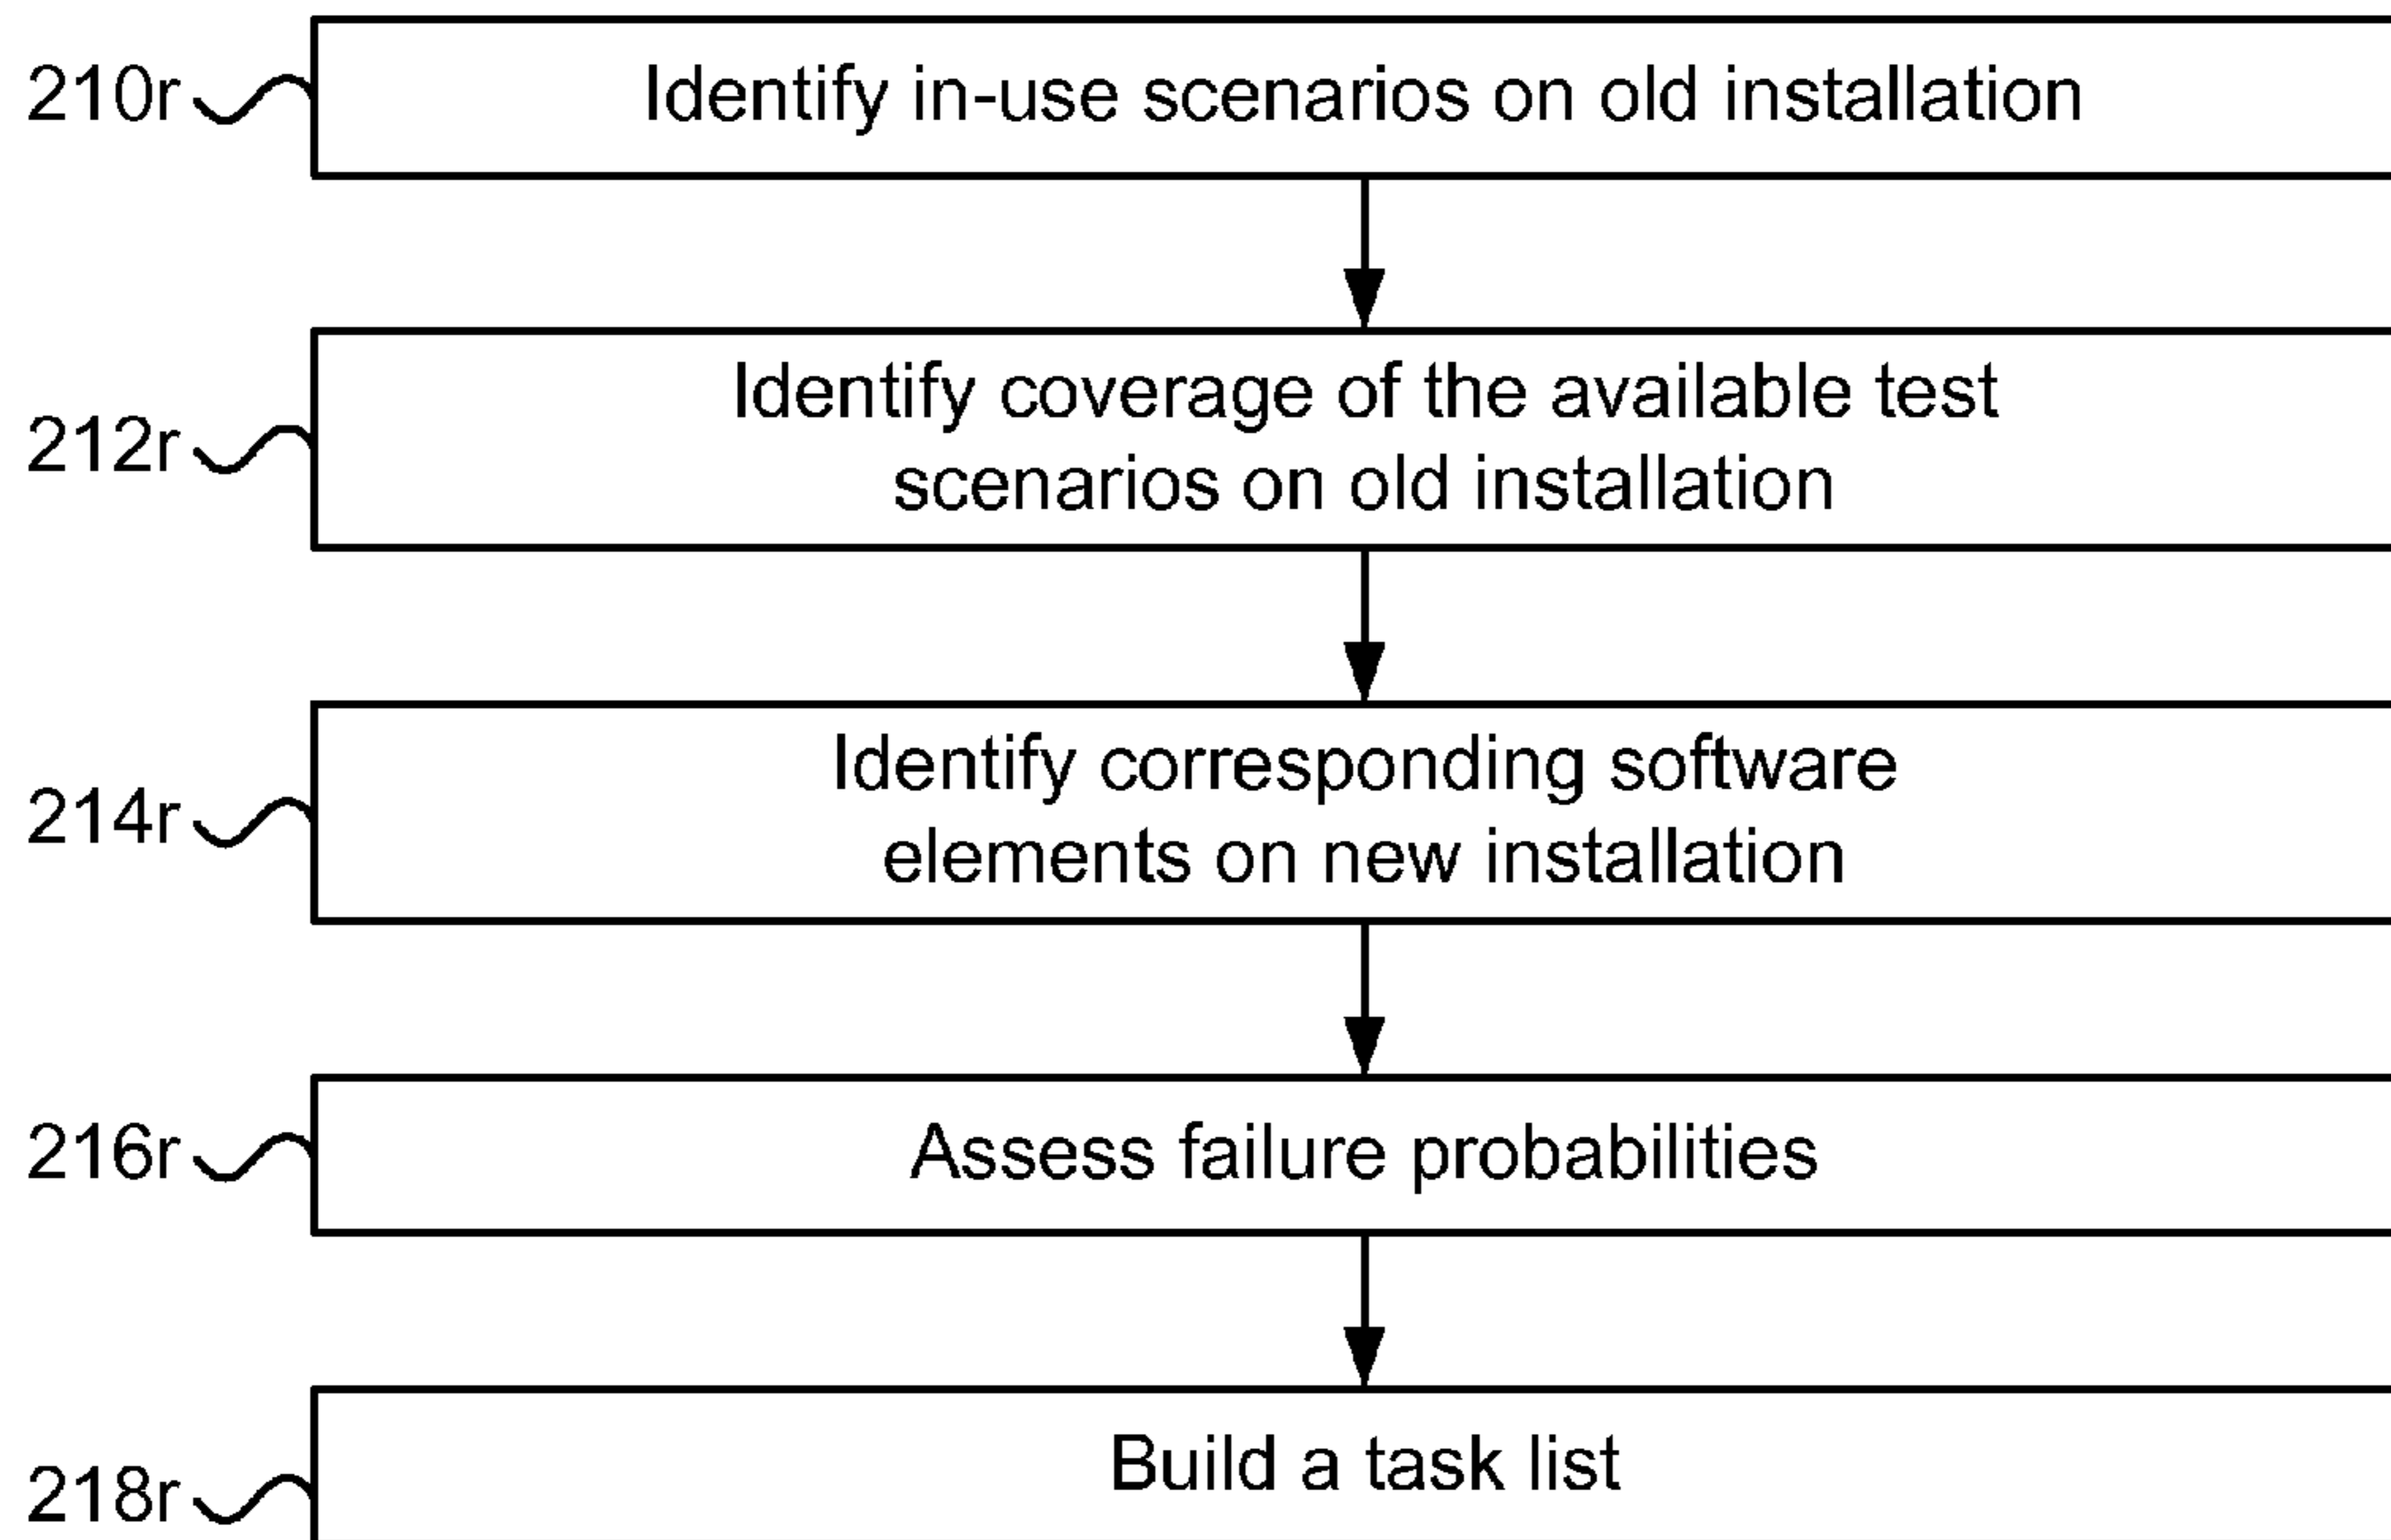 210r
Identify in-use scenarios on old installation
212r
Identify coverage of the available test
scenarios on old installation
214r
Identify corresponding software
elements on new installation
216r
Assess failure probabilities
218r
Build a task list